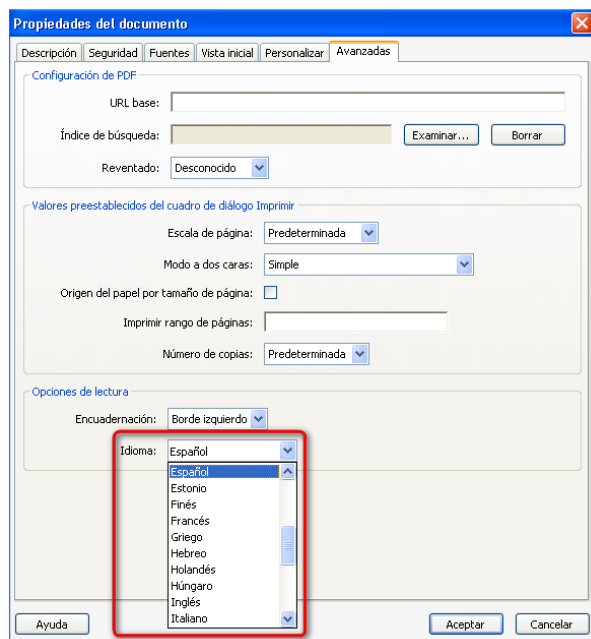 Propiedades del documento
Descripción Seguridad Fuentes Vista inicial Personalizar Avanzadas
Configuración de PDF
URL base:
Índice de búsqueda: Examinar... Borrar
Reventado: Desconocido
Valores preestablecidos del cuadro de diálogo Imprimir
Escala de página: Predeterminada
Modo a dos caras: Simple
Origen del papel por tamaño de página:
Imprimir rango de páginas:
Número de copias: Predeterminada
Opciones de lectura
Encuadernación: Borde izquierdo
Idioma: Español
Español
Estonio
Finés
Francés
Griego
Hebreo
Holandés
Húngaro
Inglés
Italiano
Ayuda Aceptar Cancelar